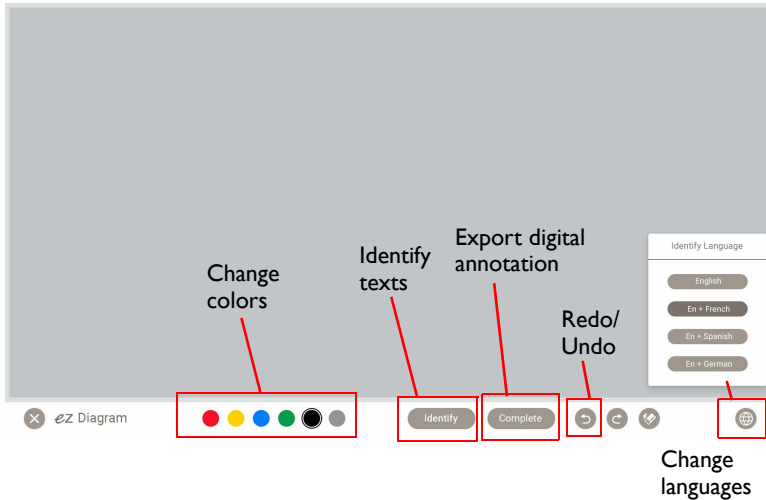 Export digital
annotation
Identify
texts
Change
colors
Redo/
Undo
Identify Language
English
En + French
En + Spanish
En + German
ez Diagram
Identify
Complete
Change
languages